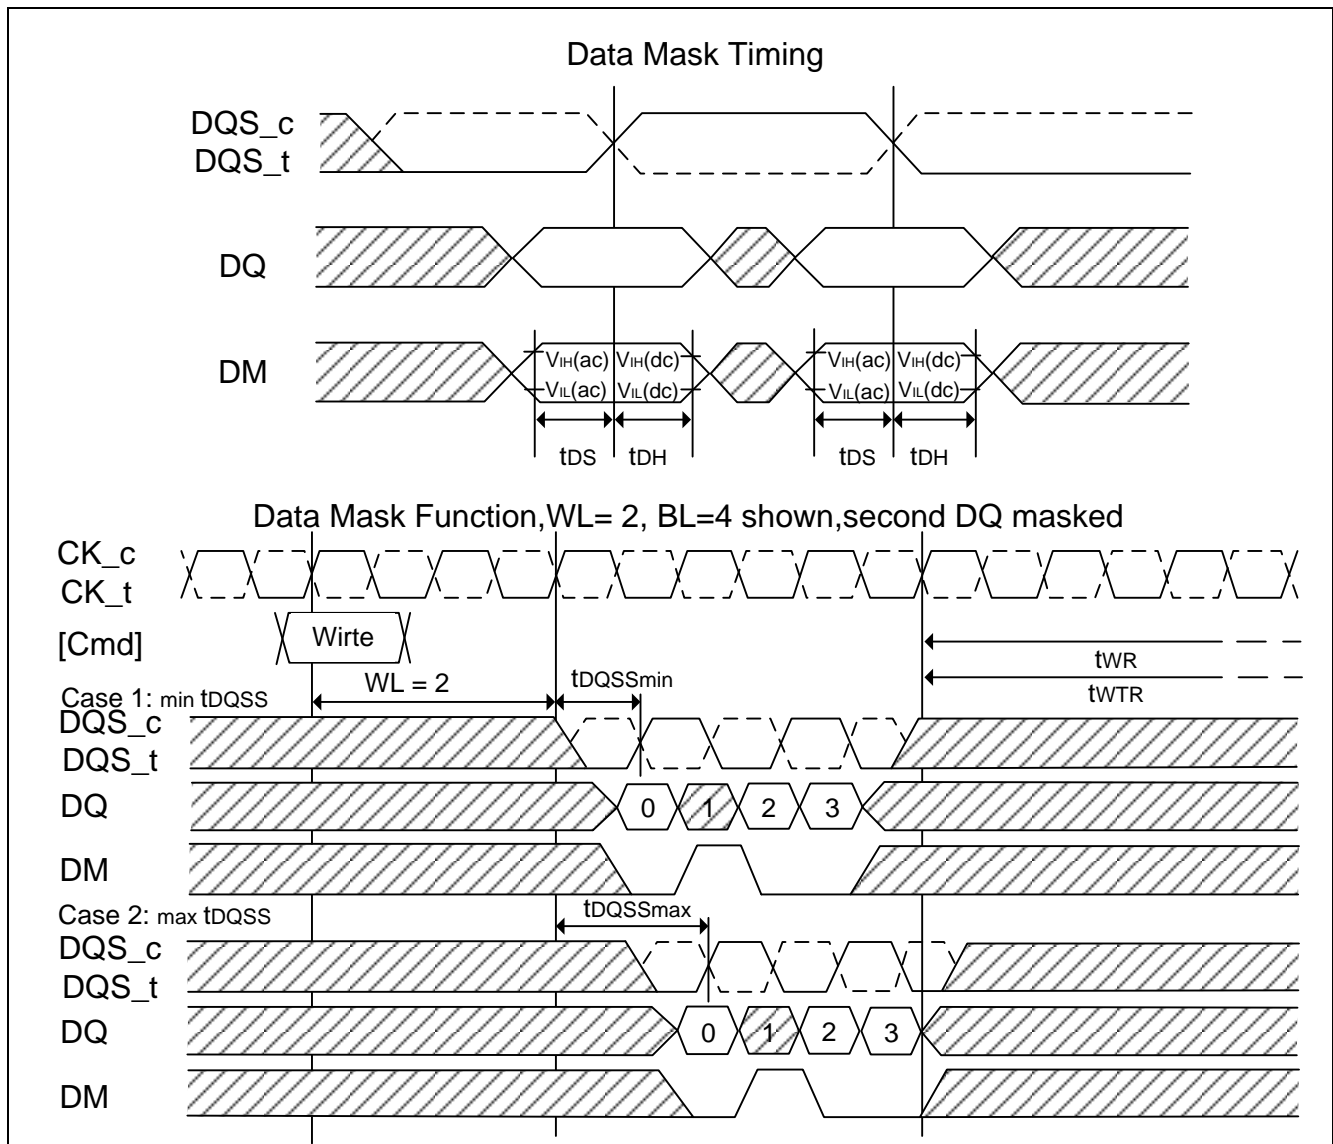 Data Mask Timing
DQS_c
DQS_t
DQ
DM
VIH(ac) VIH(dc) VIH(ac) VIH(dc)
VIL(ac) VIL(dc) VIL(ac) VIL(dc)
tDS tDH tDS tDH
Data Mask Function,WL= 2, BL=4 shown,second DQ masked
CK_c
CK_t
[Cmd] Wirte
tWR
WL = 2 tDQSSmin
tWTR
Case 1: min tDQSS
DQS_c
DQS_t
DQ 0 1 2 3
DM
Case 2: max tDQSS tDQSSmax
DQS_c
DQS_t
DQ 0 1 2 3
DM